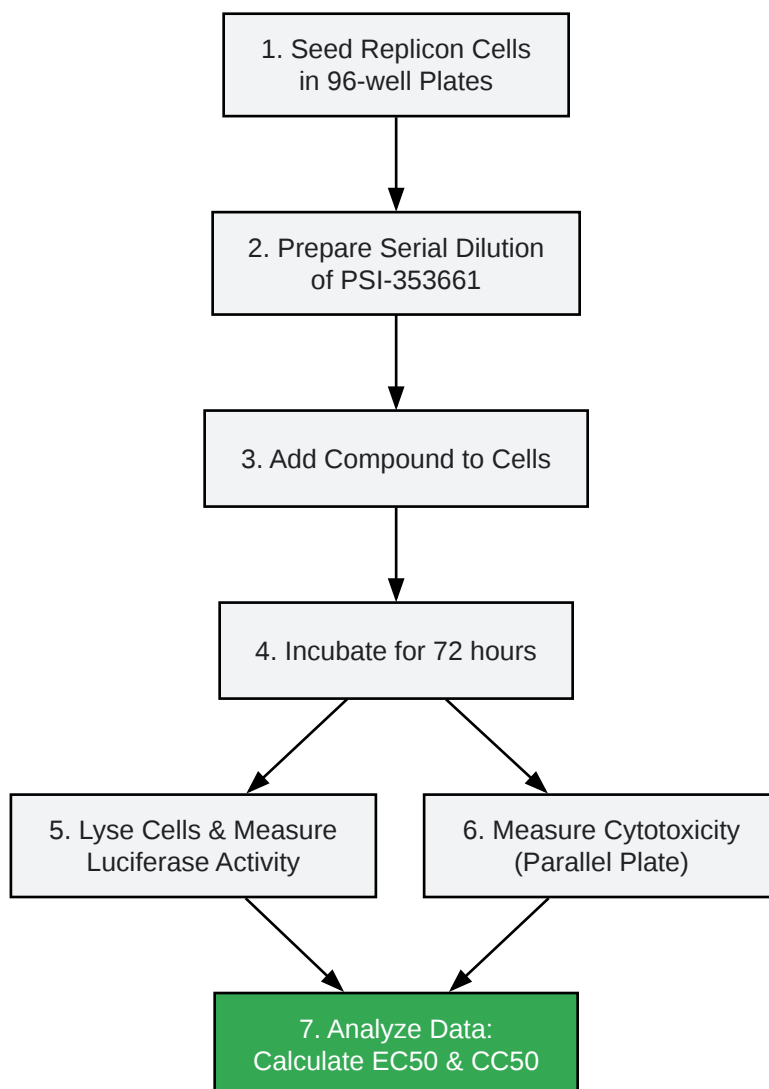 1. Seed Replicon Cells
in 96-well Plates
2. Prepare Serial Dilution
of PSI-353661
3. Add Compound to Cells
4. Incubate for 72 hours
5. Lyse Cells & Measure
Luciferase Activity
6. Measure Cytotoxicity
(Parallel Plate)
7. Analyze Data:
Calculate EC50 & CC50